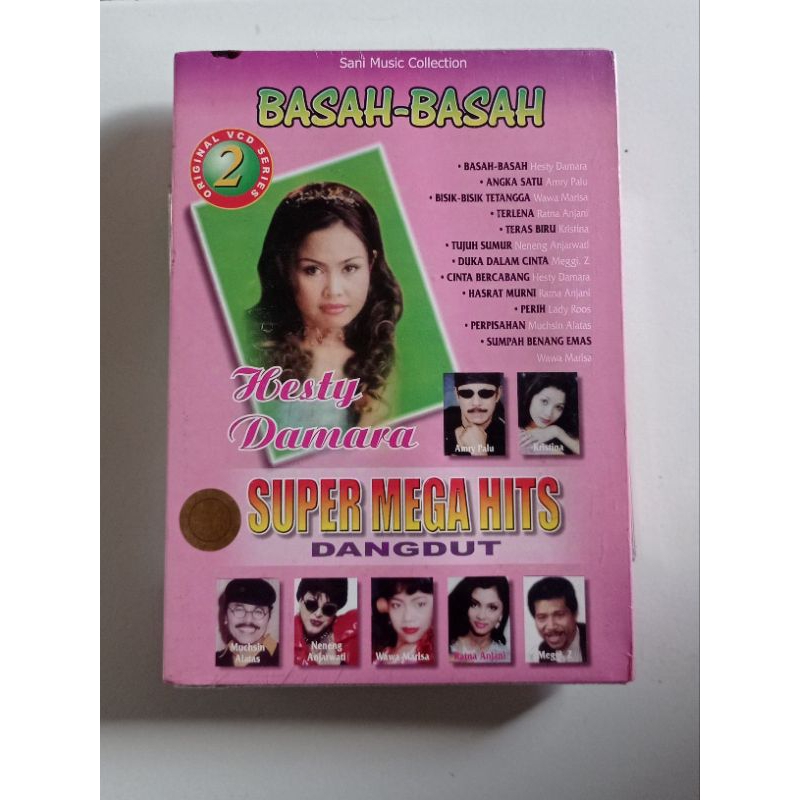 Sani Music Collection
BASAH-BASAH
ORIGINAL VCD SERIES
2
• BASAH-BASAH Hesty Damara
• ANGKA SATU Amry Palu
• BISIK-BISIK TETANGGA Wawa Marisa
• TERLENA Ratna Anjani
• TERAS BIRU Kristina
• TUJUH SUMUR Neneng Anjarwati
• DUKA DALAM CINTA Meggi. Z
• CINTA BERCABANG Hesty Damara
• HASRAT MURNI Ratna Anjani
• PERIH Lady Roos
• PERPISAHAN Muchsin Alatas
• SUMPAH BENANG EMAS
Wawa Marisa
Hesty
Damara
Amry Palu
Kristina
SUPER MEGA HITS
DANGDUT
Muchsin
Alatas
Neneng
Anjarwati
Wawa Marisa
Ratna Anjani
Meggi. Z